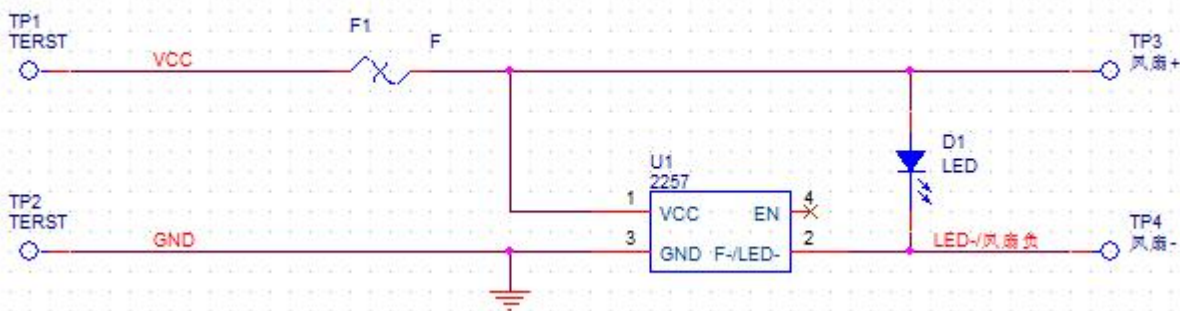 TP1
TERST
VCC
F1
F
TP3
风扇+
D1
LED
U1
2257
1
VCC
EN
4
3
GND
F-/LED-
2
TP2
TERST
GND
LED-/风扇负
TP4
风扇-